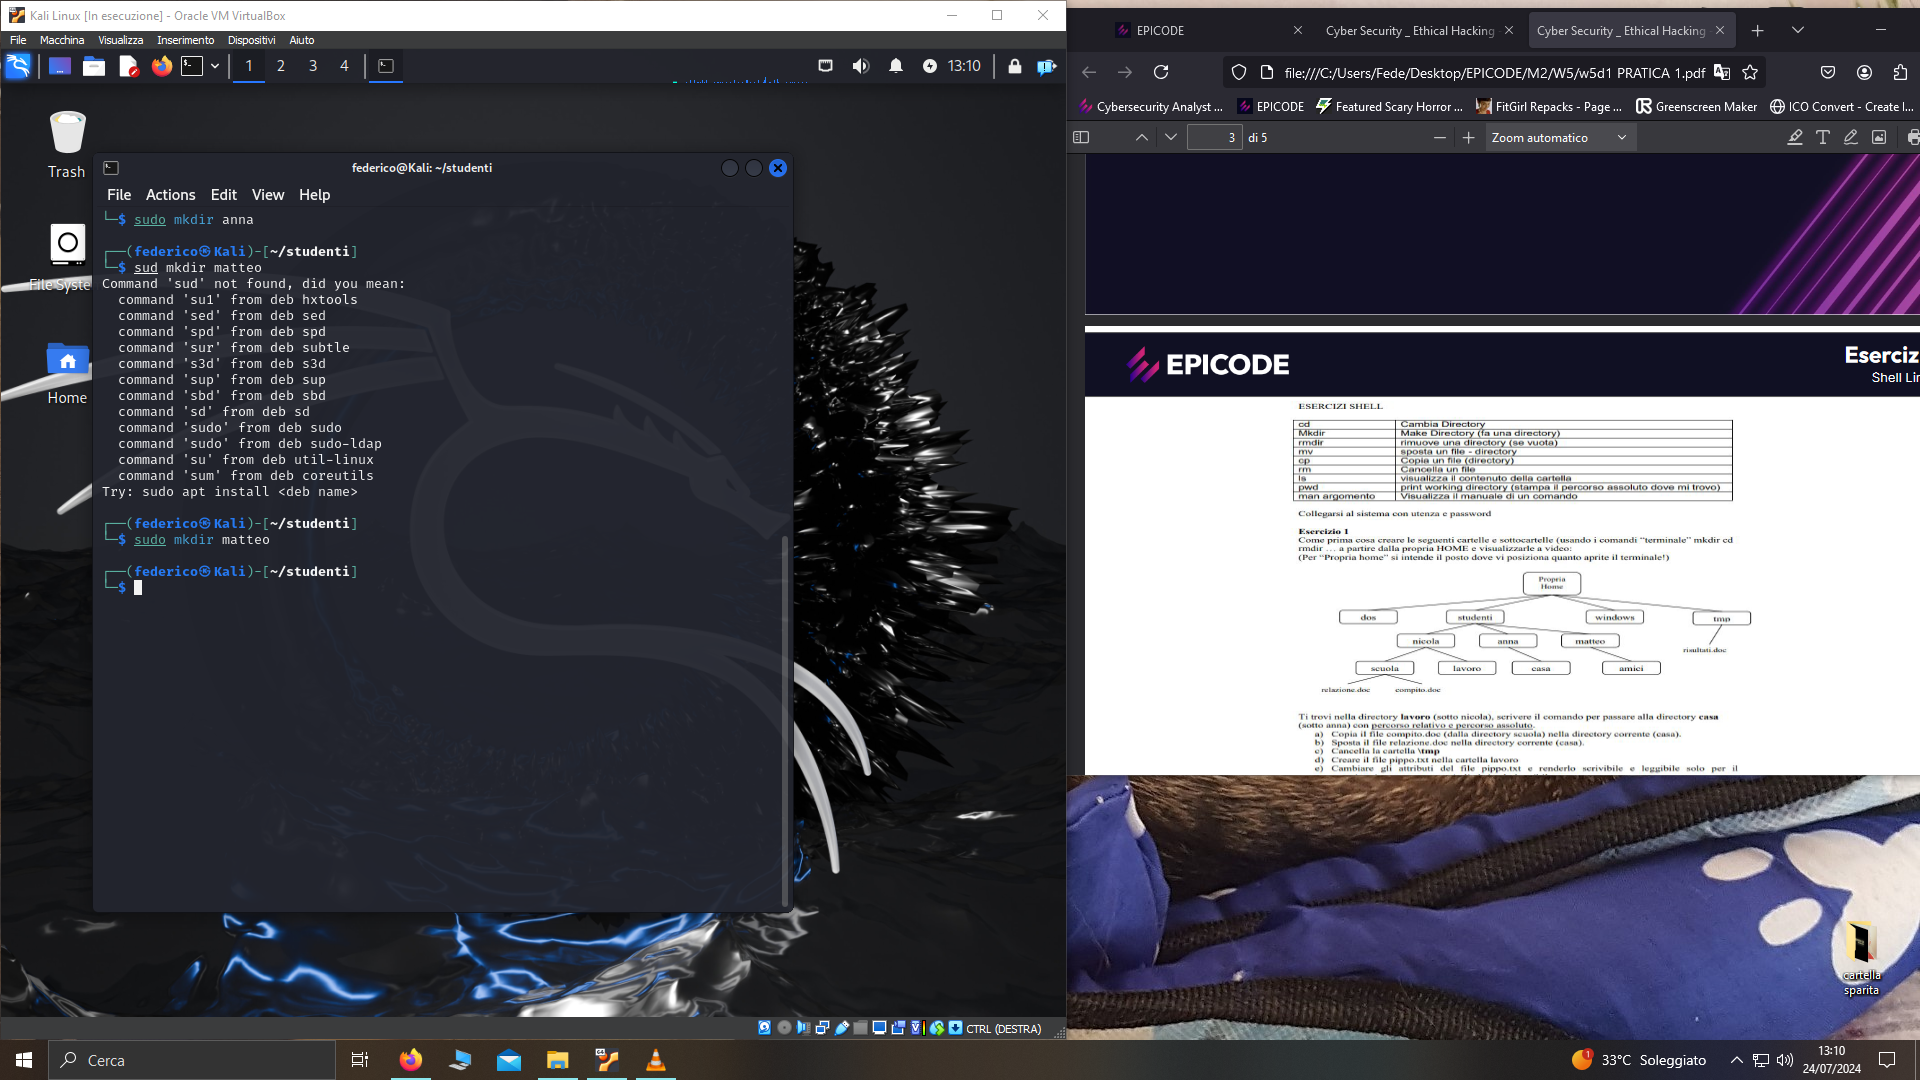 Kali Linux [In esecuzione] - Oracle VM VirtualBox
File Macchina Visualizza Inserimento Dispositivi Aiuto
1 2 3 4
13:10
Trash
File Syste
Home
federico@Kali: ~/studenti
File Actions Edit View Help
└─$ sudo mkdir anna
┌──(federico㉿Kali)-[~/studenti]
└─$ sud mkdir matteo
Command 'sud' not found, did you mean:
command 'su1' from deb hxtools
command 'sed' from deb sed
command 'spd' from deb spd
command 'sur' from deb subtle
command 's3d' from deb s3d
command 'sup' from deb sup
command 'sbd' from deb sbd
command 'sd' from deb sd
command 'sudo' from deb sudo
command 'sudo' from deb sudo-ldap
command 'su' from deb util-linux
command 'sum' from deb coreutils
Try: sudo apt install <deb name>
┌──(federico㉿Kali)-[~/studenti]
└─$ sudo mkdir matteo
┌──(federico㉿Kali)-[~/studenti]
└─$
CTRL (DESTRA)
EPICODE
Cyber Security _ Ethical Hacking
Cyber Security _ Ethical Hacking
file:///C:/Users/Fede/Desktop/EPICODE/M2/W5/w5d1 PRATICA 1.pdf
Cybersecurity Analyst ... EPICODE Featured Scary Horror ... FitGirl Repacks - Page ... Greenscreen Maker ICO Convert - Create I...
3 di 5
Zoom automatico
EPICODE
Eserciz
Shell Lin
ESERCIZI SHELL
cd Cambia Directory
Mkdir Make Directory (fa una directory)
rmdir rimuove una directory (se vuota)
mv sposta un file - directory
cp Copia un file (directory)
rm Cancella un file
ls visualizza il contenuto della cartella
pwd print working directory (stampa il percorso assoluto dove mi trovo)
man argomento Visualizza il manuale di un comando
Collegarsi al sistema con utenza e password
Esercizio 1
Come prima cosa creare le seguenti cartelle e sottocartelle (usando i comandi “terminale” mkdir cd
rmdir … a partire dalla propria HOME e visualizzarle a video:
(Per “Propria home” si intende il posto dove vi posiziona quanto aprite il terminale!)
Propria
Home
dos studenti windows tmp
nicola anna matteo
risultati.doc
scuola lavoro casa amici
relazione.doc compito.doc
Ti trovi nella directory lavoro (sotto nicola), scrivere il comando per passare alla directory casa
(sotto anna) con percorso relativo e percorso assoluto.
a) Copia il file compito.doc (dalla directory scuola) nella directory corrente (casa).
b) Sposta il file relazione.doc nella directory corrente (casa).
c) Cancella la cartella \tmp
d) Creare il file pippo.txt nella cartella lavoro
e) Cambiare gli attributi del file pippo.txt e renderlo scrivibile e leggibile solo per il
cartella
sparita
Cerca
1
33°C Soleggiato
13:10
24/07/2024